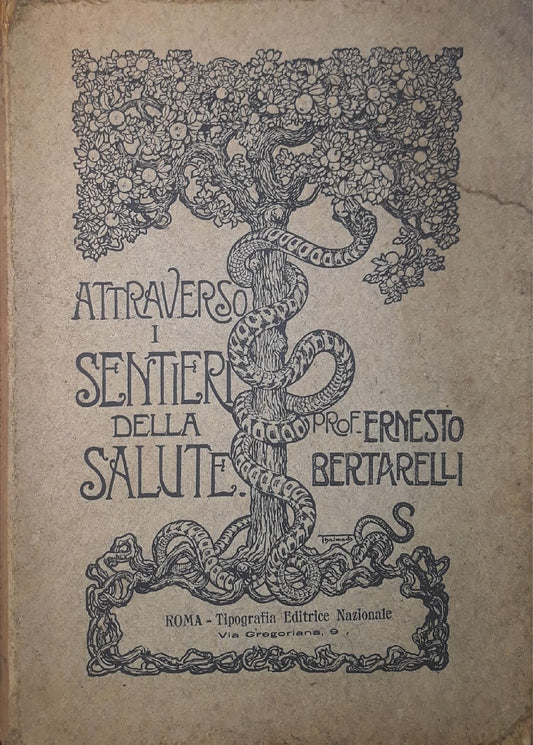 ATTRAVERSO
I
SENTIERI
DELLA
SALUTE.
PROF. ERNESTO
BERTARELLI
S
ROMA - Tipografia Editrice Nazionale
Via Gregoriana, 9